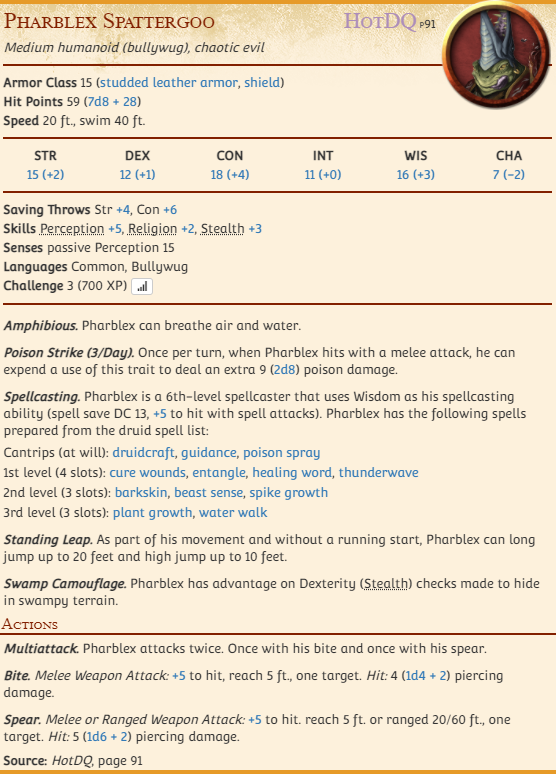 Pharblex Spattergoo HotDQ p91
Medium humanoid (bullywug), chaotic evil
Armor Class 15 (studded leather armor, shield)
Hit Points 59 (7d8 + 28)
Speed 20 ft., swim 40 ft.
STR DEX CON INT WIS CHA
15 (+2) 12 (+1) 18 (+4) 11 (+0) 16 (+3) 7 (−2)
Saving Throws Str +4, Con +6
Skills Perception +5, Religion +2, Stealth +3
Senses passive Perception 15
Languages Common, Bullywug
Challenge 3 (700 XP)
Amphibious. Pharblex can breathe air and water.
Poison Strike (3/Day). Once per turn, when Pharblex hits with a melee attack, he can
expend a use of this trait to deal an extra 9 (2d8) poison damage.
Spellcasting. Pharblex is a 6th-level spellcaster that uses Wisdom as his spellcasting
ability (spell save DC 13, +5 to hit with spell attacks). Pharblex has the following spells
prepared from the druid spell list:
Cantrips (at will): druidcraft, guidance, poison spray
1st level (4 slots): cure wounds, entangle, healing word, thunderwave
2nd level (3 slots): barkskin, beast sense, spike growth
3rd level (3 slots): plant growth, water walk
Standing Leap. As part of his movement and without a running start, Pharblex can long
jump up to 20 feet and high jump up to 10 feet.
Swamp Camouflage. Pharblex has advantage on Dexterity (Stealth) checks made to hide
in swampy terrain.
Actions
Multiattack. Pharblex attacks twice. Once with his bite and once with his spear.
Bite. Melee Weapon Attack: +5 to hit, reach 5 ft., one target. Hit: 4 (1d4 + 2) piercing
damage.
Spear. Melee or Ranged Weapon Attack: +5 to hit. reach 5 ft. or ranged 20/60 ft., one
target. Hit: 5 (1d6 + 2) piercing damage.
Source: HotDQ, page 91